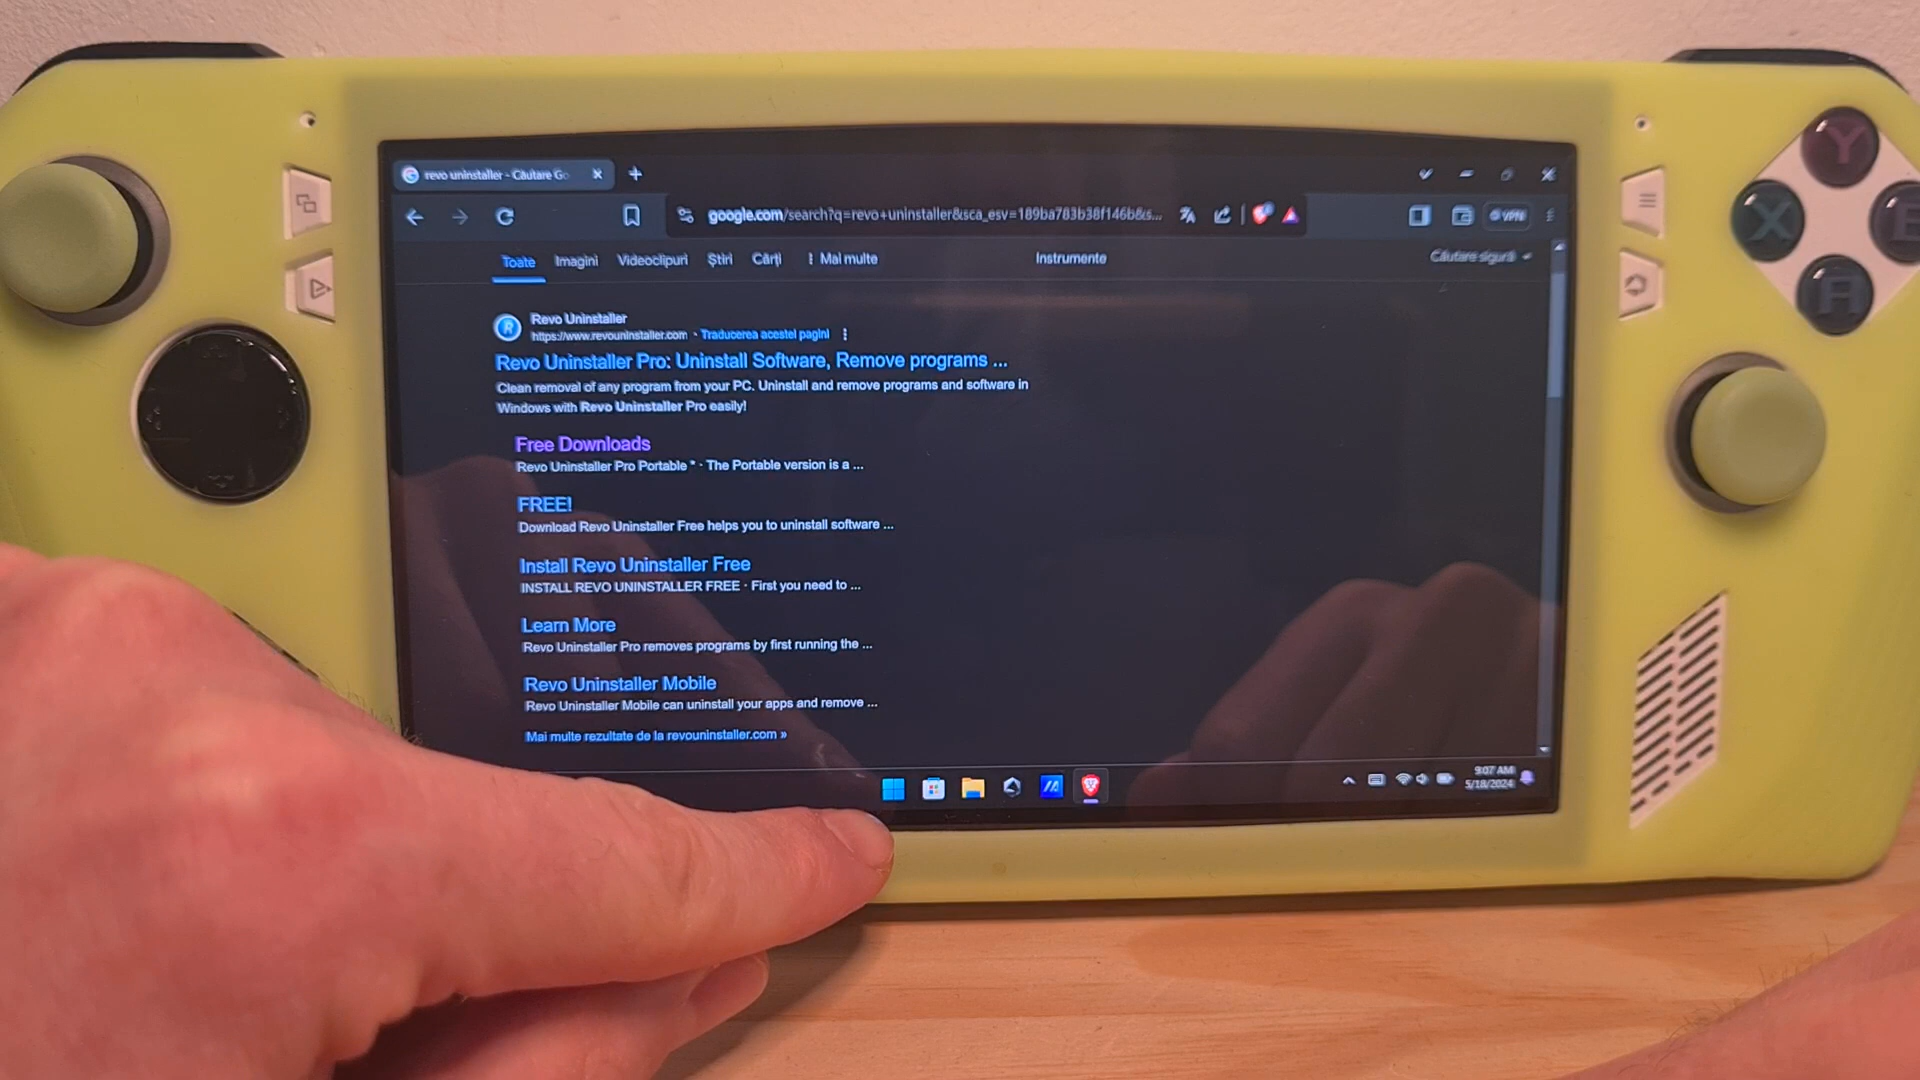 revo uninstaller - Căutare Go
google.com/search?q=revo+uninstaller&sca_esv=189ba783b38f146b&s...
VPN
Toate Imagini Videoclipuri Știri Cărți Mai multe Instrumente Căutare sigură
Revo Uninstaller
https://www.revouninstaller.com · Traducerea acestei pagini
Revo Uninstaller Pro: Uninstall Software, Remove programs ...
Clean removal of any program from your PC. Uninstall and remove programs and software in
Windows with Revo Uninstaller Pro easily!
Free Downloads
Revo Uninstaller Pro Portable * · The Portable version is a ...
FREE!
Download Revo Uninstaller Free helps you to uninstall software ...
Install Revo Uninstaller Free
INSTALL REVO UNINSTALLER FREE · First you need to ...
Learn More
Revo Uninstaller Pro removes programs by first running the ...
Revo Uninstaller Mobile
Revo Uninstaller Mobile can uninstall your apps and remove ...
Mai multe rezultate de la revouninstaller.com »
9:07 AM
5/18/2024
Y
X
B
A